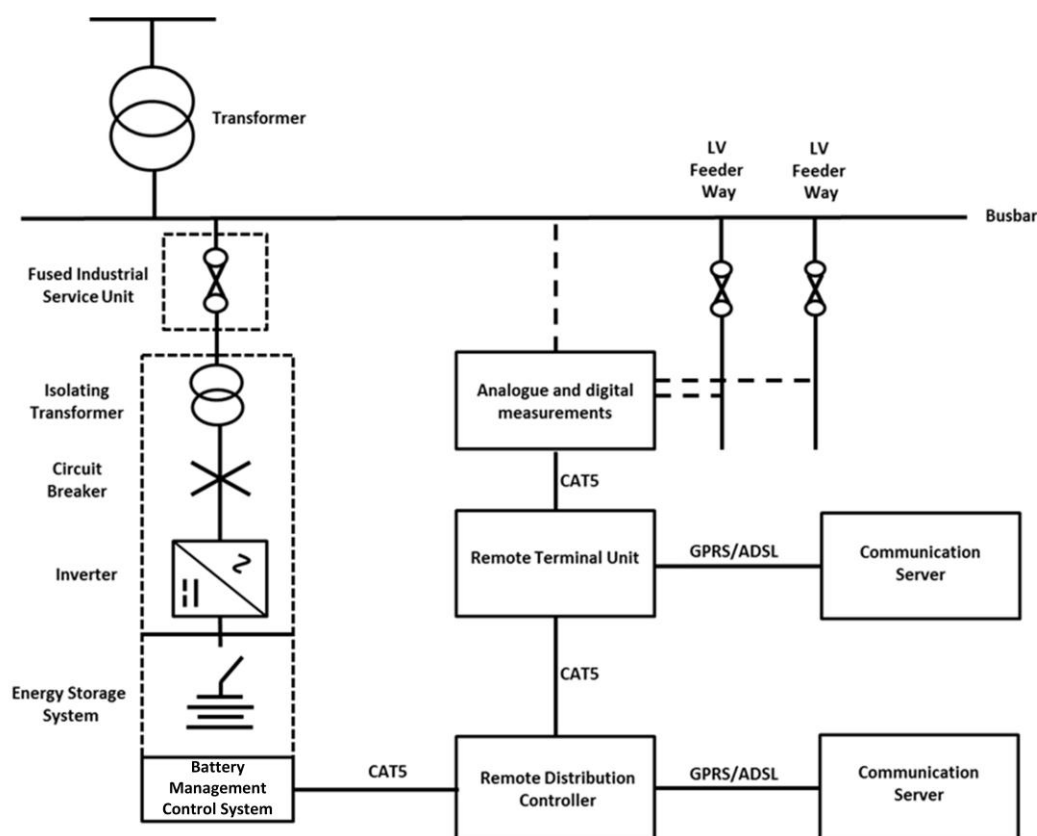 Transformer
LV
Feeder
Way
LV
Feeder
Way
Busbar
Fused Industrial
Service Unit
Isolating
Transformer
Analogue and digital
measurements
Circuit
Breaker
CAT5
Inverter
Remote Terminal Unit
GPRS/ADSL
Communication
Server
CAT5
Energy Storage
System
Battery
Management
Control System
CAT5
Remote Distribution
Controller
GPRS/ADSL
Communication
Server